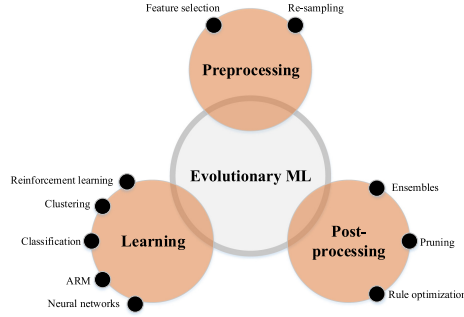 Feature selection
Re-sampling
Preprocessing
Evolutionary ML
Reinforcement learning
Clustering
Classification
ARM
Neural networks
Learning
Post-
processing
Ensembles
Pruning
Rule optimization